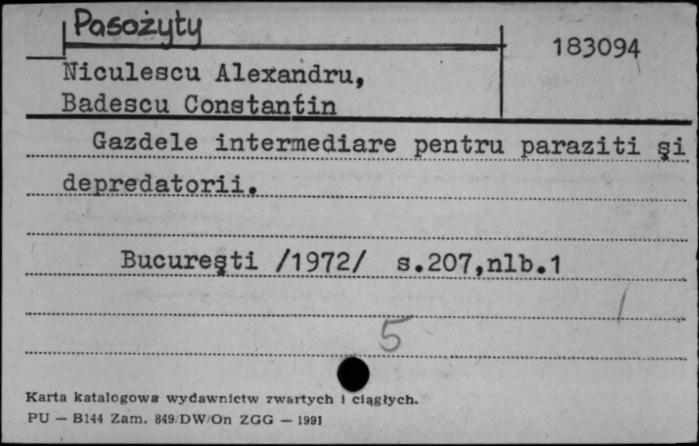 Pasożyty
183094
Niculescu Alexandru,
Badescu Constantin
Gazdele intermediare pentru paraziti şi
depredatorii.
Bucureşti /1972/ s.207,nlb.1
5
Karta katalogowa wydawnictw zwartych i ciągłych.
PU — B144 Zam. 849/DW/On ZGG — 1991